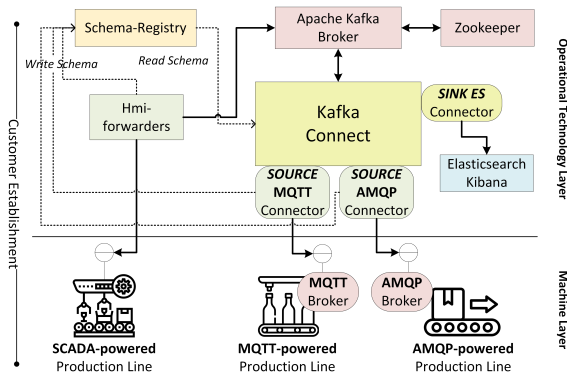 Schema-Registry
Apache Kafka
Broker
Zookeeper
Write Schema
Read Schema
Hmi-
forwarders
Kafka
Connect
SINK ES
Connector
Elasticsearch
Kibana
SOURCE
MQTT
Connector
SOURCE
AMQP
Connector
Customer Establishment
Operational Technology Layer
Machine Layer
MQTT
Broker
AMQP
Broker
SCADA-powered
Production Line
MQTT-powered
Production Line
AMQP-powered
Production Line